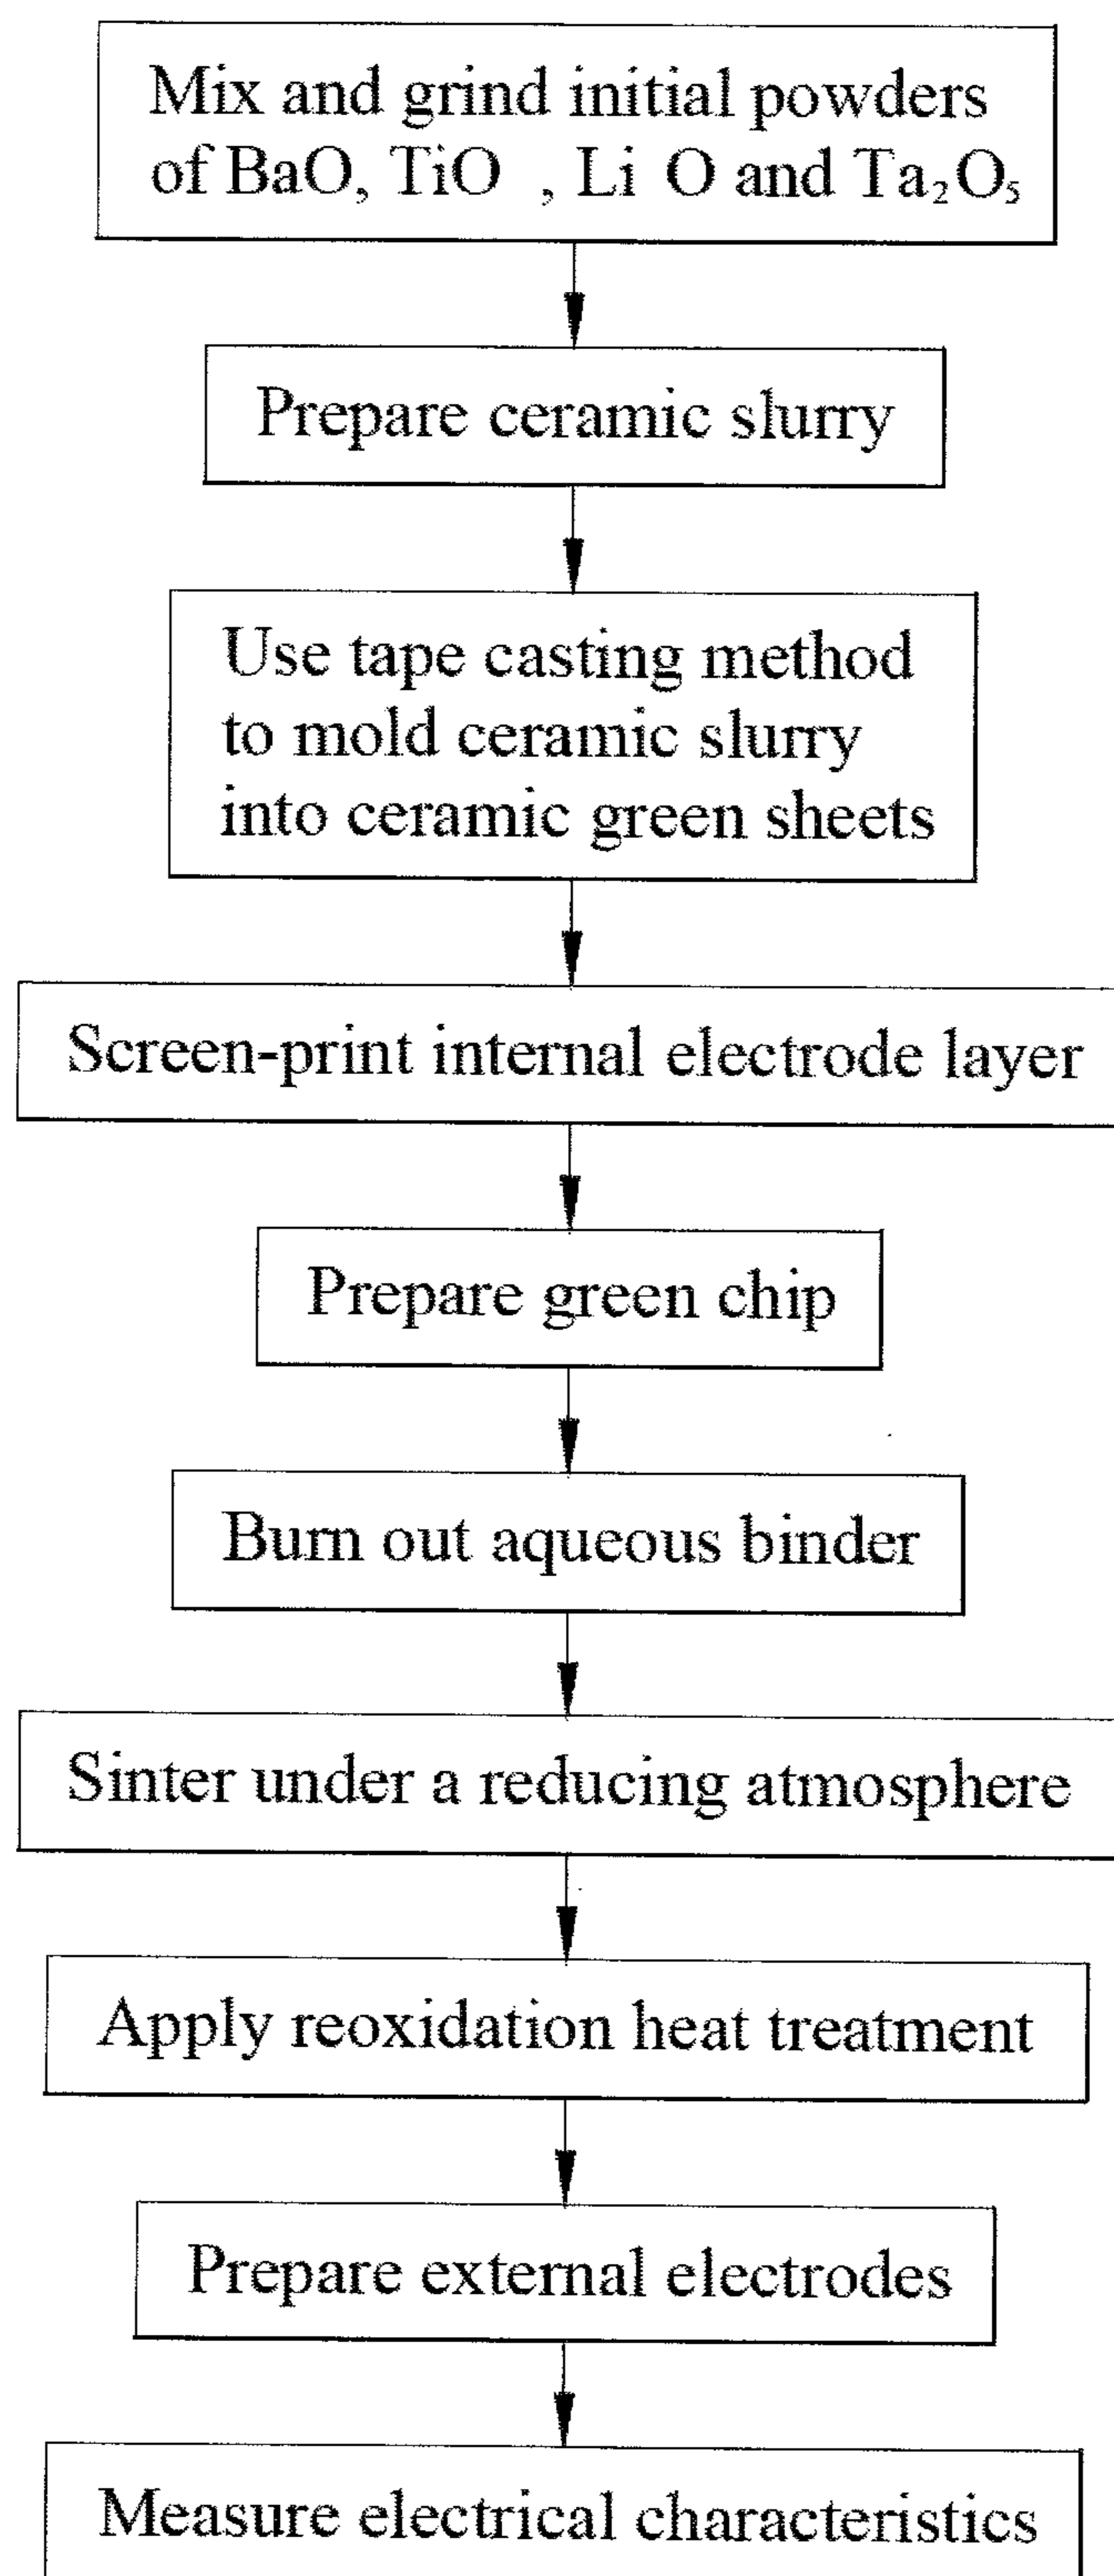 Mix and grind initial powders
of BaO, TiO , Li O and Ta₂O₅
Prepare ceramic slurry
Use tape casting method
to mold ceramic slurry
into ceramic green sheets
Screen-print internal electrode layer
Prepare green chip
Burn out aqueous binder
Sinter under a reducing atmosphere
Apply reoxidation heat treatment
Prepare external electrodes
Measure electrical characteristics